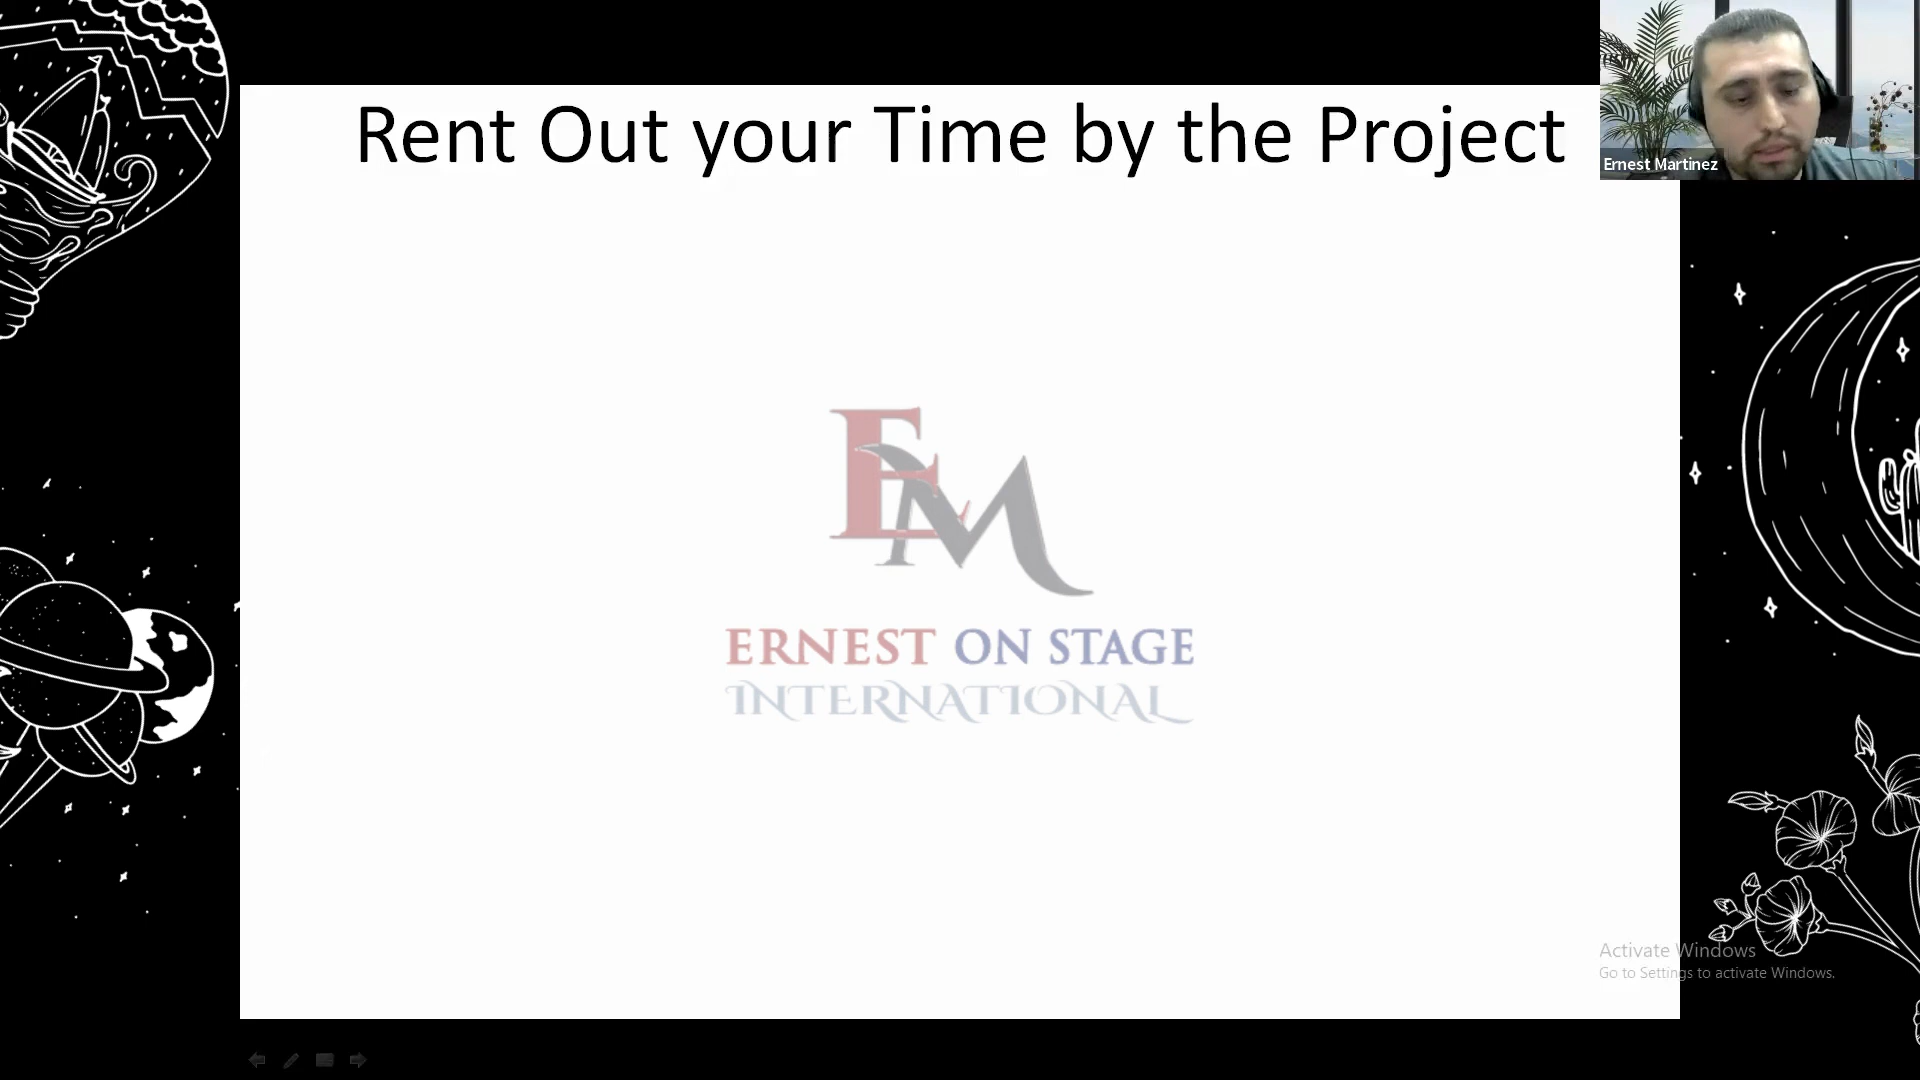 Rent Out your Time by the Project
Ernest Martinez
EM
ERNEST ON STAGE
INTERNATIONAL
Activate Windows
Go to Settings to activate Windows.